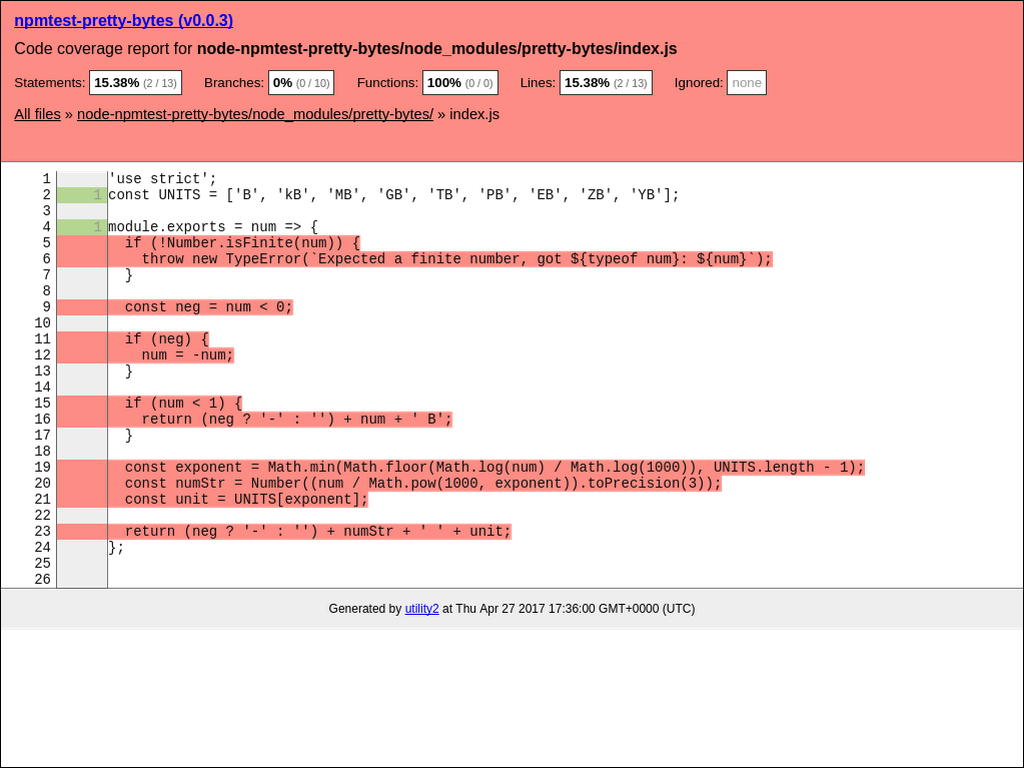 npmtest-pretty-bytes (v0.0.3)
Code coverage report for node-npmtest-pretty-bytes/node_modules/pretty-bytes/index.js
Statements: 15.38% (2 / 13) Branches: 0% (0 / 10) Functions: 100% (0 / 0) Lines: 15.38% (2 / 13) Ignored: none
All files » node-npmtest-pretty-bytes/node_modules/pretty-bytes/ » index.js
1 'use strict';
2 1 const UNITS = ['B', 'kB', 'MB', 'GB', 'TB', 'PB', 'EB', 'ZB', 'YB'];
3
4 1 module.exports = num => {
5 if (!Number.isFinite(num)) {
6 throw new TypeError(`Expected a finite number, got ${typeof num}: ${num}`);
7 }
8
9 const neg = num < 0;
10
11 if (neg) {
12 num = -num;
13 }
14
15 if (num < 1) {
16 return (neg ? '-' : '') + num + ' B';
17 }
18
19 const exponent = Math.min(Math.floor(Math.log(num) / Math.log(1000)), UNITS.length - 1);
20 const numStr = Number((num / Math.pow(1000, exponent)).toPrecision(3));
21 const unit = UNITS[exponent];
22
23 return (neg ? '-' : '') + numStr + ' ' + unit;
24 };
25
26
Generated by utility2 at Thu Apr 27 2017 17:36:00 GMT+0000 (UTC)